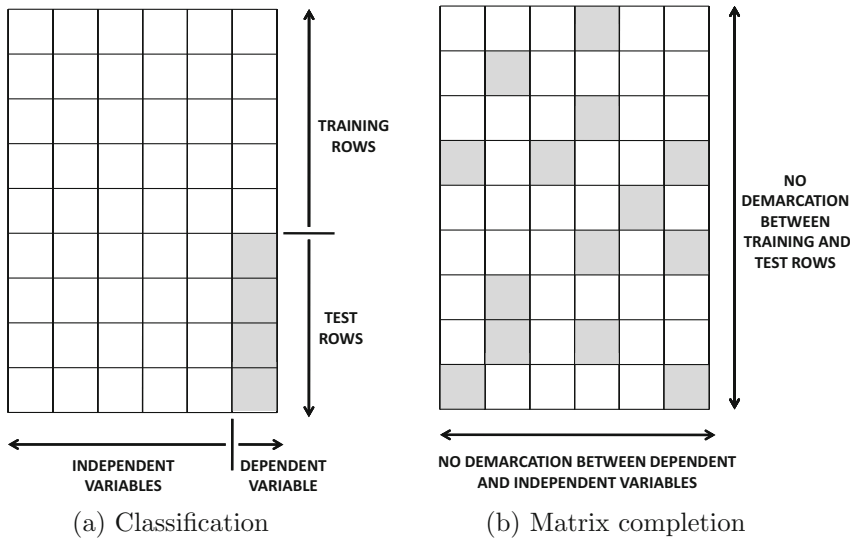 TRAINING
ROWS
TEST
ROWS
INDEPENDENT
VARIABLES
DEPENDENT
VARIABLE
(a) Classification
NO
DEMARCATION
BETWEEN
TRAINING AND
TEST ROWS
NO DEMARCATION BETWEEN DEPENDENT
AND INDEPENDENT VARIABLES
(b) Matrix completion